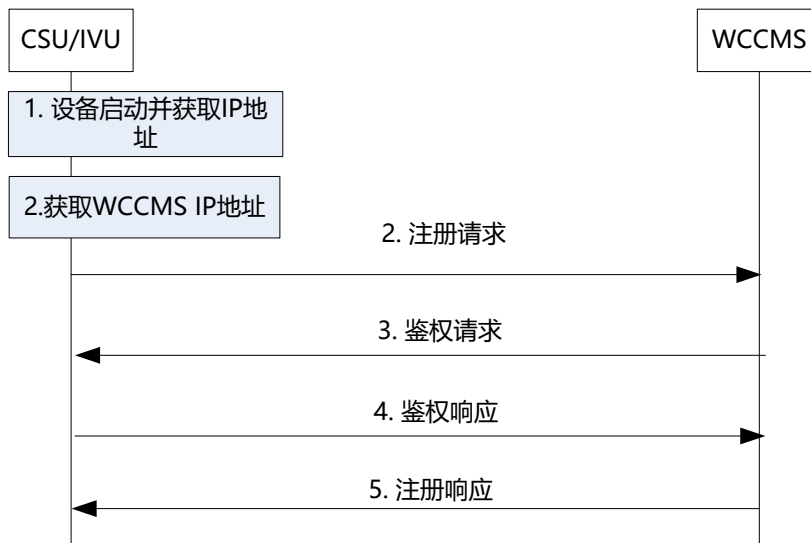 CSU/IVU
WCCMS
1. 设备启动并获取IP地
址
2.获取WCCMS IP地址
2. 注册请求
3. 鉴权请求
4. 鉴权响应
5. 注册响应